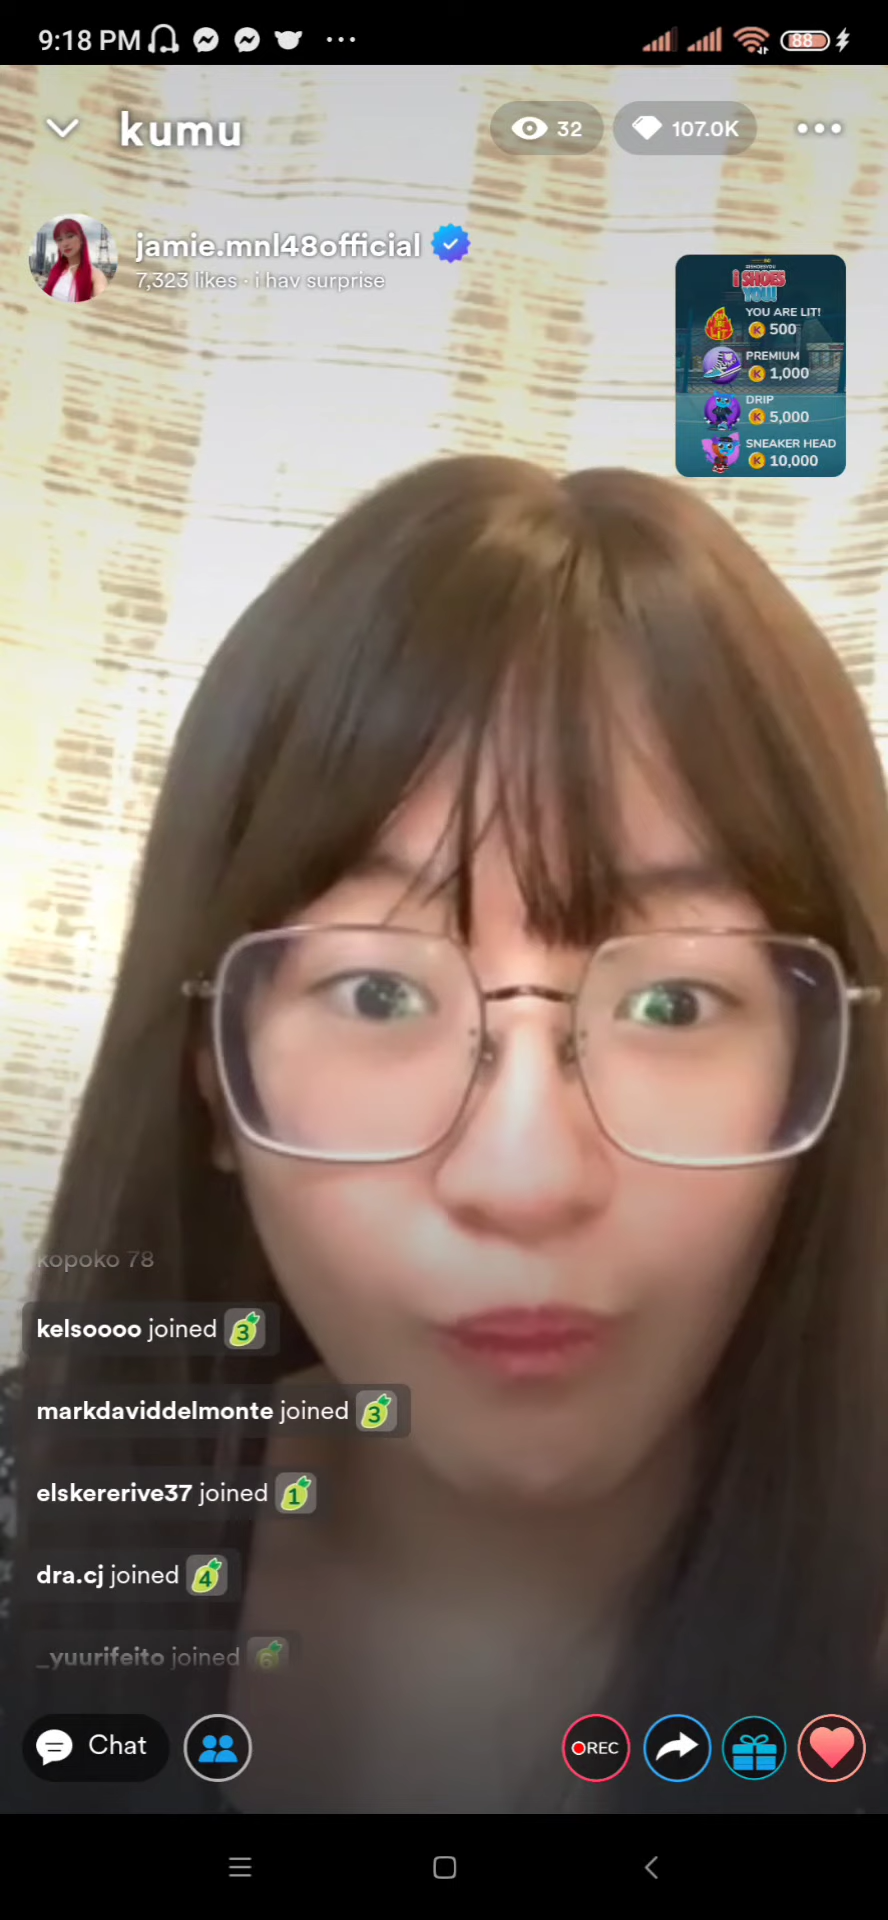 9:18 PM
88
kumu
32
107.0K
jamie.mnl48official
7,323 likes · i hav surprise
I SHOES
YOU!
YOU ARE LIT!
500
PREMIUM
1,000
DRIP
5,000
SNEAKER HEAD
10,000
kopoko 78
kelsoooo joined 3
markdaviddelmonte joined 3
elskererive37 joined 1
dra.cj joined 4
_yuurifeito joined 6
Chat
REC